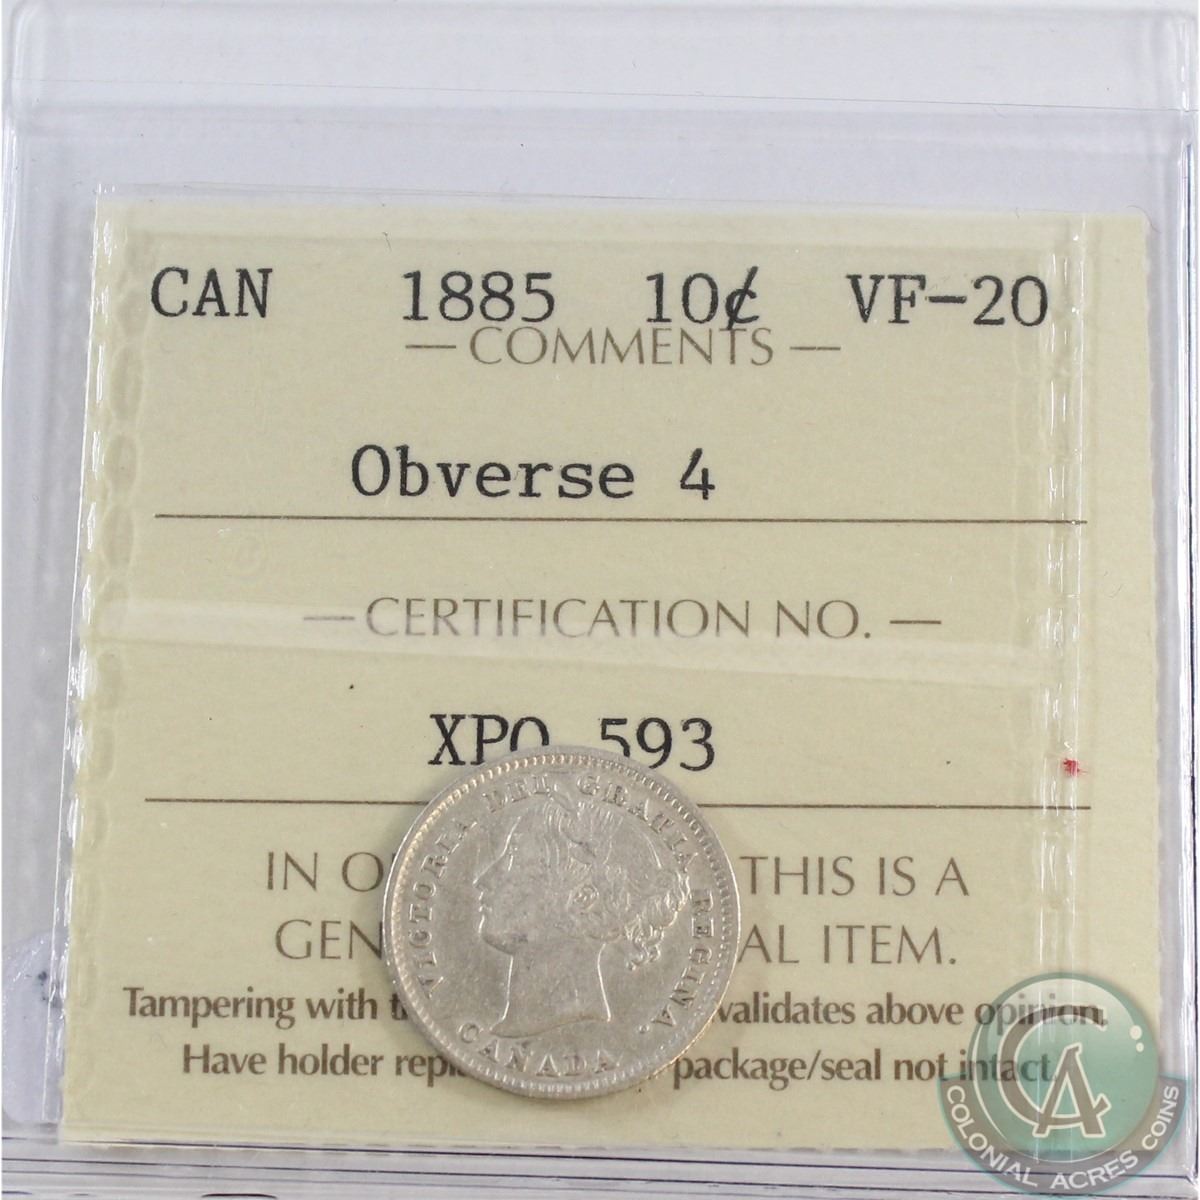 CAN 1885 10¢ VF-20
— COMMENTS —
Obverse 4
— CERTIFICATION NO. —
XPO 593
IN O THIS IS A
GEN AL ITEM.
Tampering with t validates above opinion.
Have holder rep package/seal not intact.
VICTORIA DEI GRATIA REGINA.
CANADA
CA
COLONIAL ACRES COINS